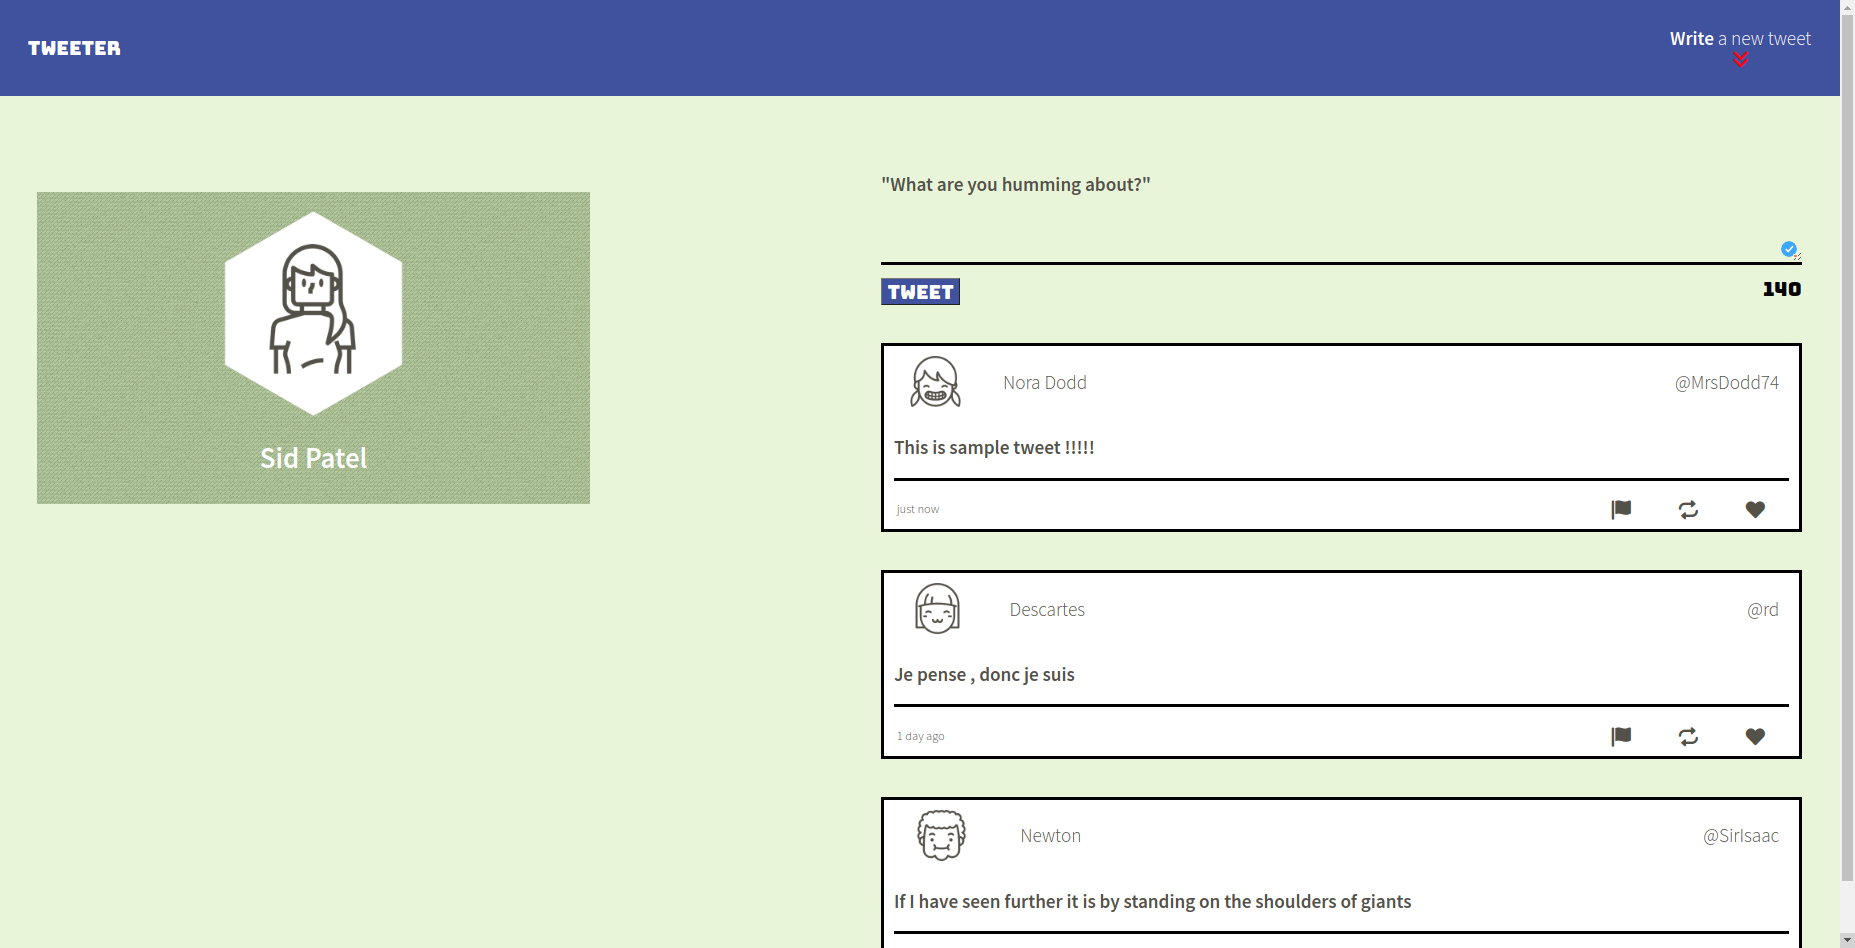 TWEETER
Write a new tweet
Sid Patel
"What are you humming about?"
TWEET
140
Nora Dodd
@MrsDodd74
This is sample tweet !!!!!
just now
Descartes
@rd
Je pense , donc je suis
1 day ago
Newton
@SirIsaac
If I have seen further it is by standing on the shoulders of giants